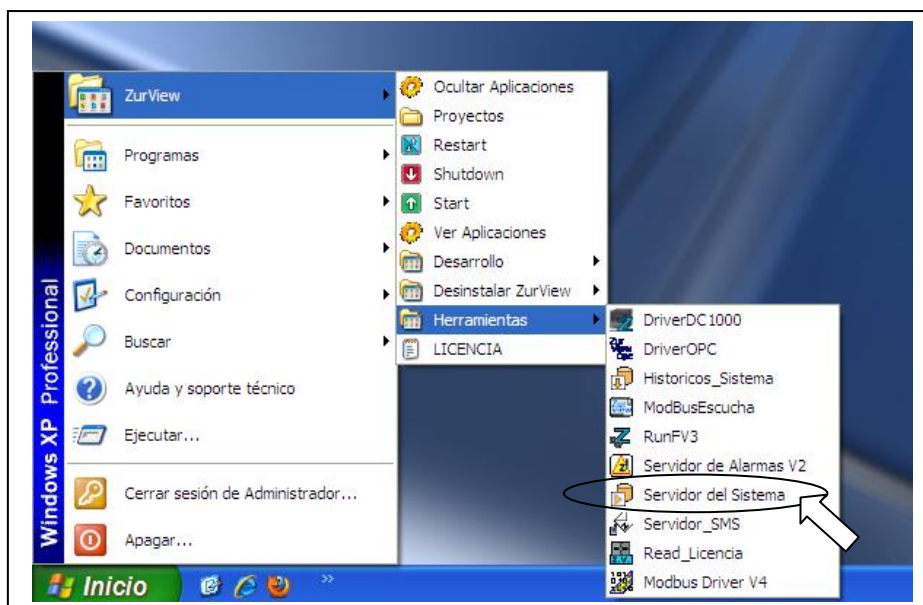 ZurView
Programas
Favoritos
Documentos
Configuración
Buscar
Ayuda y soporte técnico
Ejecutar...
Cerrar sesión de Administrador...
Apagar...
Windows XP Professional
Inicio
»
Ocultar Aplicaciones
Proyectos
Restart
Shutdown
Start
Ver Aplicaciones
Desarrollo
Desinstalar ZurView
Herramientas
LICENCIA
DriverDC1000
DriverOPC
Historicos_Sistema
ModBusEscucha
RunFV3
Servidor de Alarmas V2
Servidor del Sistema
Servidor_SMS
Read_Licencia
Modbus Driver V4